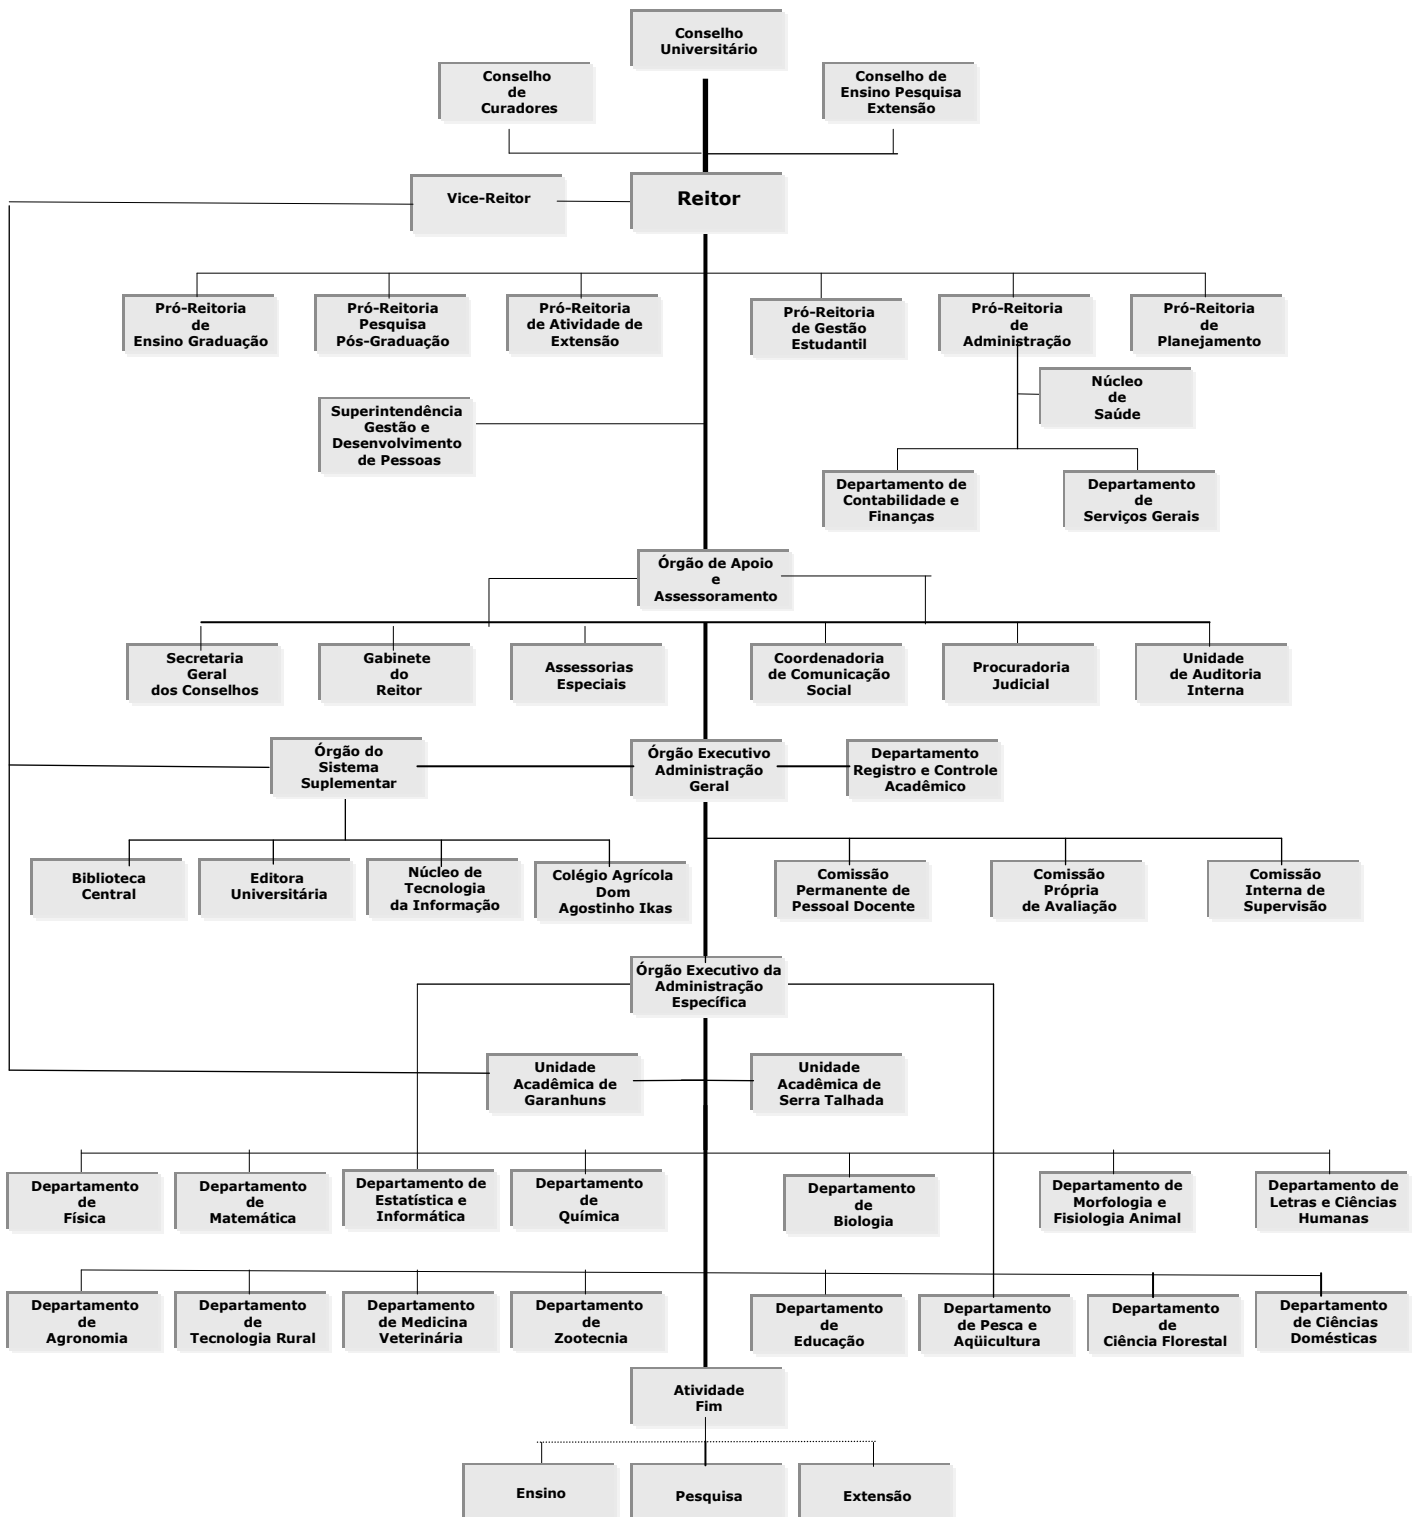 Conselho
Universitário
Conselho
de
Curadores
Conselho de
Ensino Pesquisa
Extensão
Vice-Reitor
Reitor
Pró-Reitoria
de
Ensino Graduação
Pró-Reitoria
Pesquisa
Pós-Graduação
Pró-Reitoria
de Atividade de
Extensão
Pró-Reitoria
de Gestão
Estudantil
Pró-Reitoria
de
Administração
Pró-Reitoria
de
Planejamento
Núcleo
de
Saúde
Superintendência
Gestão e
Desenvolvimento
de Pessoas
Departamento de
Contabilidade e
Finanças
Departamento
de
Serviços Gerais
Órgão de Apoio
e
Assessoramento
Secretaria
Geral
dos Conselhos
Gabinete
do
Reitor
Assessorias
Especiais
Coordenadoria
de Comunicação
Social
Procuradoria
Judicial
Unidade
de Auditoria
Interna
Órgão do
Sistema
Suplementar
Órgão Executivo
Administração
Geral
Departamento
Registro e Controle
Acadêmico
Biblioteca
Central
Editora
Universitária
Núcleo de
Tecnologia
da Informação
Colégio Agrícola
Dom
Agostinho Ikas
Comissão
Permanente de
Pessoal Docente
Comissão
Própria
de Avaliação
Comissão
Interna de
Supervisão
Órgão Executivo da
Administração
Específica
Unidade
Acadêmica de
Garanhuns
Unidade
Acadêmica de
Serra Talhada
Departamento
de
Física
Departamento
de
Matemática
Departamento de
Estatística e
Informática
Departamento
de
Química
Departamento
de
Biologia
Departamento de
Morfologia e
Fisiologia Animal
Departamento de
Letras e Ciências
Humanas
Departamento
de
Agronomia
Departamento
de
Tecnologia Rural
Departamento
de Medicina
Veterinária
Departamento
de
Zootecnia
Departamento
de
Educação
Departamento
de Pesca e
Aqüicultura
Departamento
de
Ciência Florestal
Departamento
de Ciências
Domésticas
Atividade
Fim
Ensino
Pesquisa
Extensão